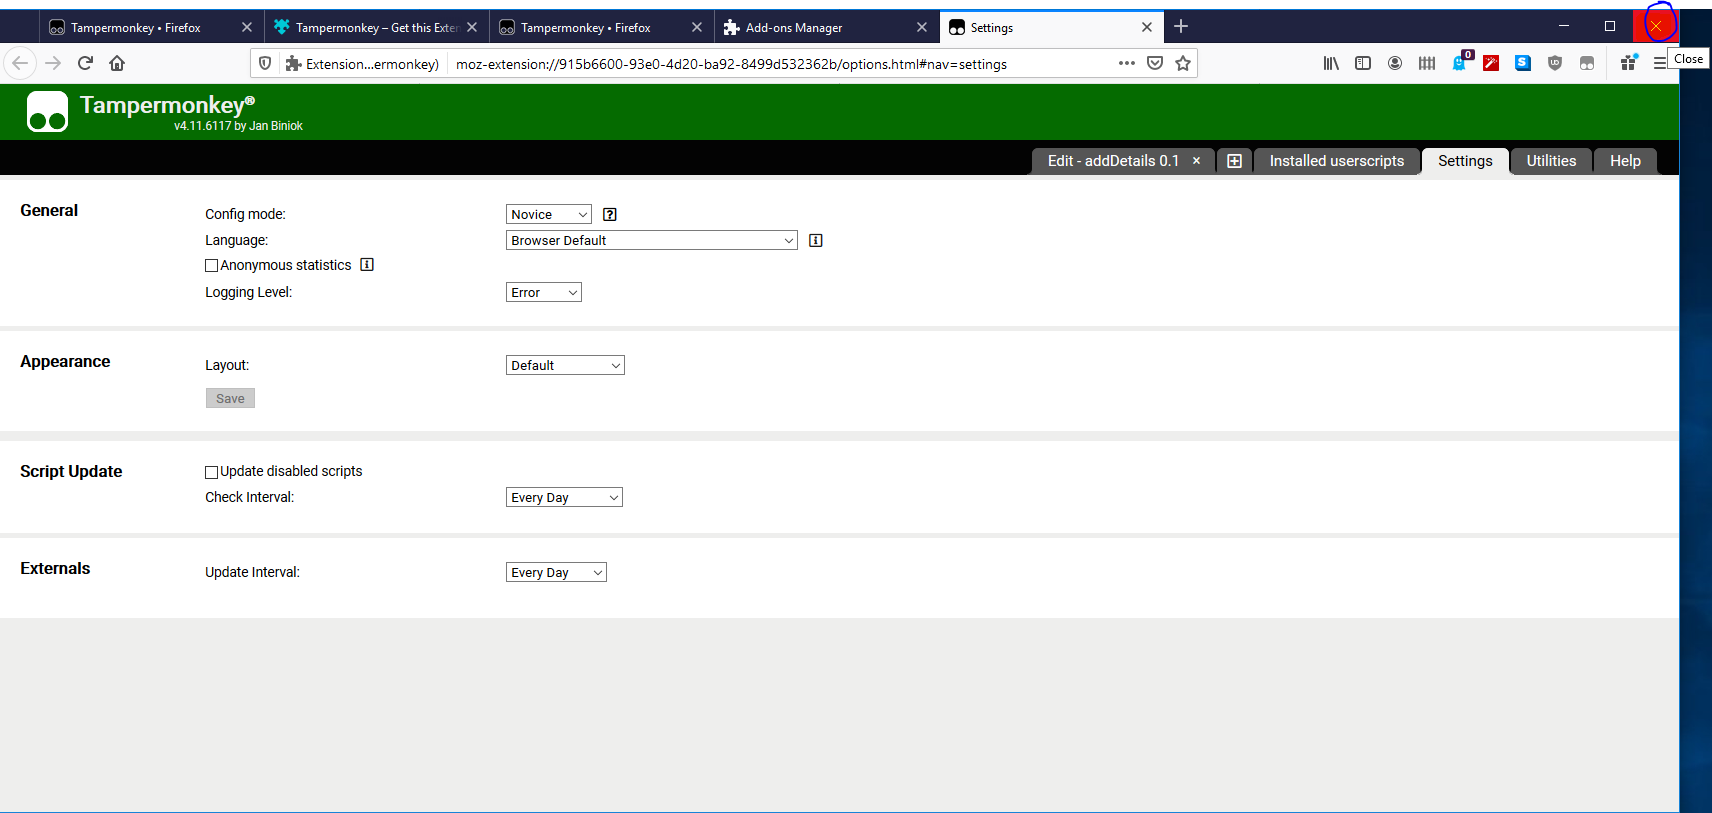 Tampermonkey • Firefox
Tampermonkey – Get this Exten
Tampermonkey • Firefox
Add-ons Manager
Settings
Extension...ermonkey)
moz-extension://915b6600-93e0-4d20-ba92-8499d532362b/options.html#nav=settings
0
S
Close
Tampermonkey®
v4.11.6117 by Jan Biniok
Edit - addDetails 0.1 ×
Installed userscripts
Settings
Utilities
Help
General
Config mode:
Novice
Language:
Browser Default
Anonymous statistics
Logging Level:
Error
Appearance
Layout:
Default
Save
Script Update
Update disabled scripts
Check Interval:
Every Day
Externals
Update Interval:
Every Day